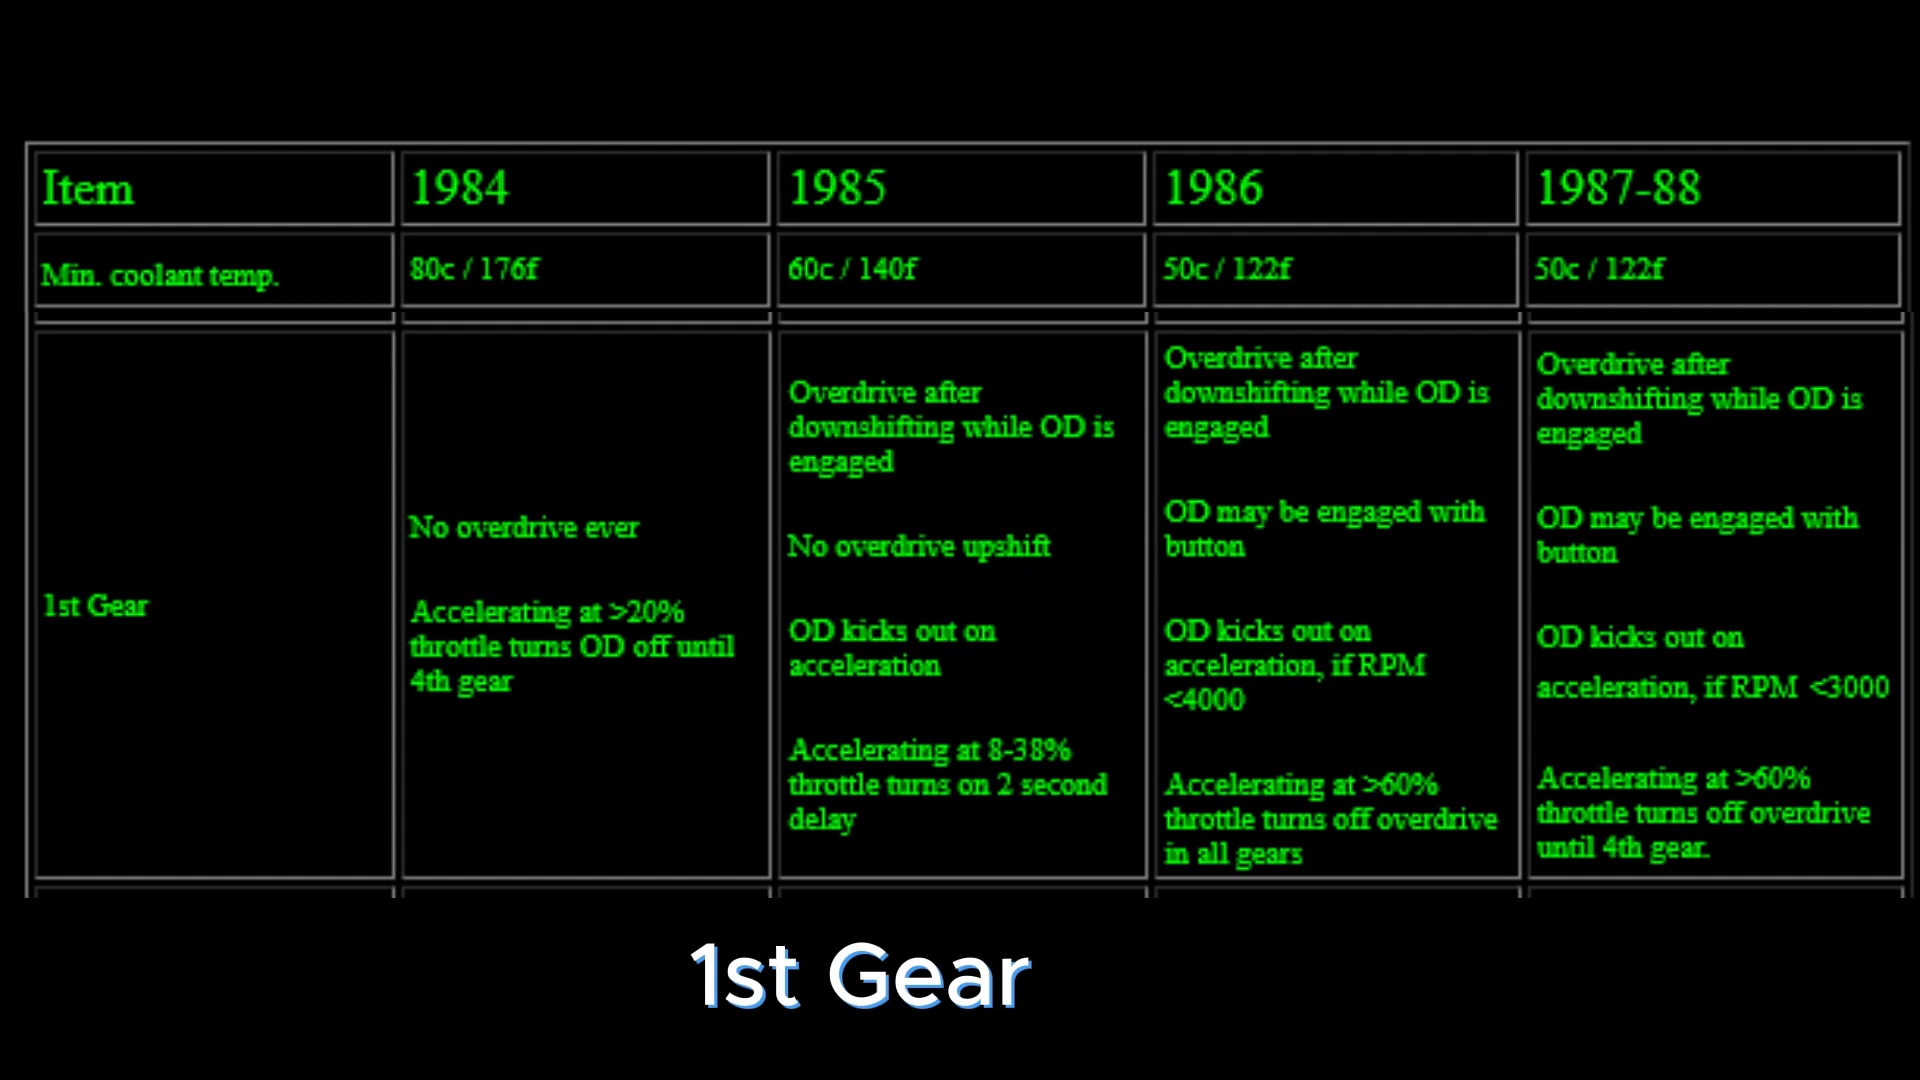 Item
1984
1985
1986
1987-88
Min. coolant temp.
80c / 176f
60c / 140f
50c / 122f
50c / 122f
1st Gear
No overdrive ever
Accelerating at >20%
throttle turns OD off until
4th gear
Overdrive after
downshifting while OD is
engaged
No overdrive upshift
OD kicks out on
acceleration
Accelerating at 8-38%
throttle turns on 2 second
delay
Overdrive after
downshifting while OD is
engaged
OD may be engaged with
button
OD kicks out on
acceleration, if RPM
<4000
Accelerating at >60%
throttle turns off overdrive
in all gears
Overdrive after
downshifting while OD is
engaged
OD may be engaged with
button
OD kicks out on
acceleration, if RPM <3000
Accelerating at >60%
throttle turns off overdrive
until 4th gear.
1st Gear